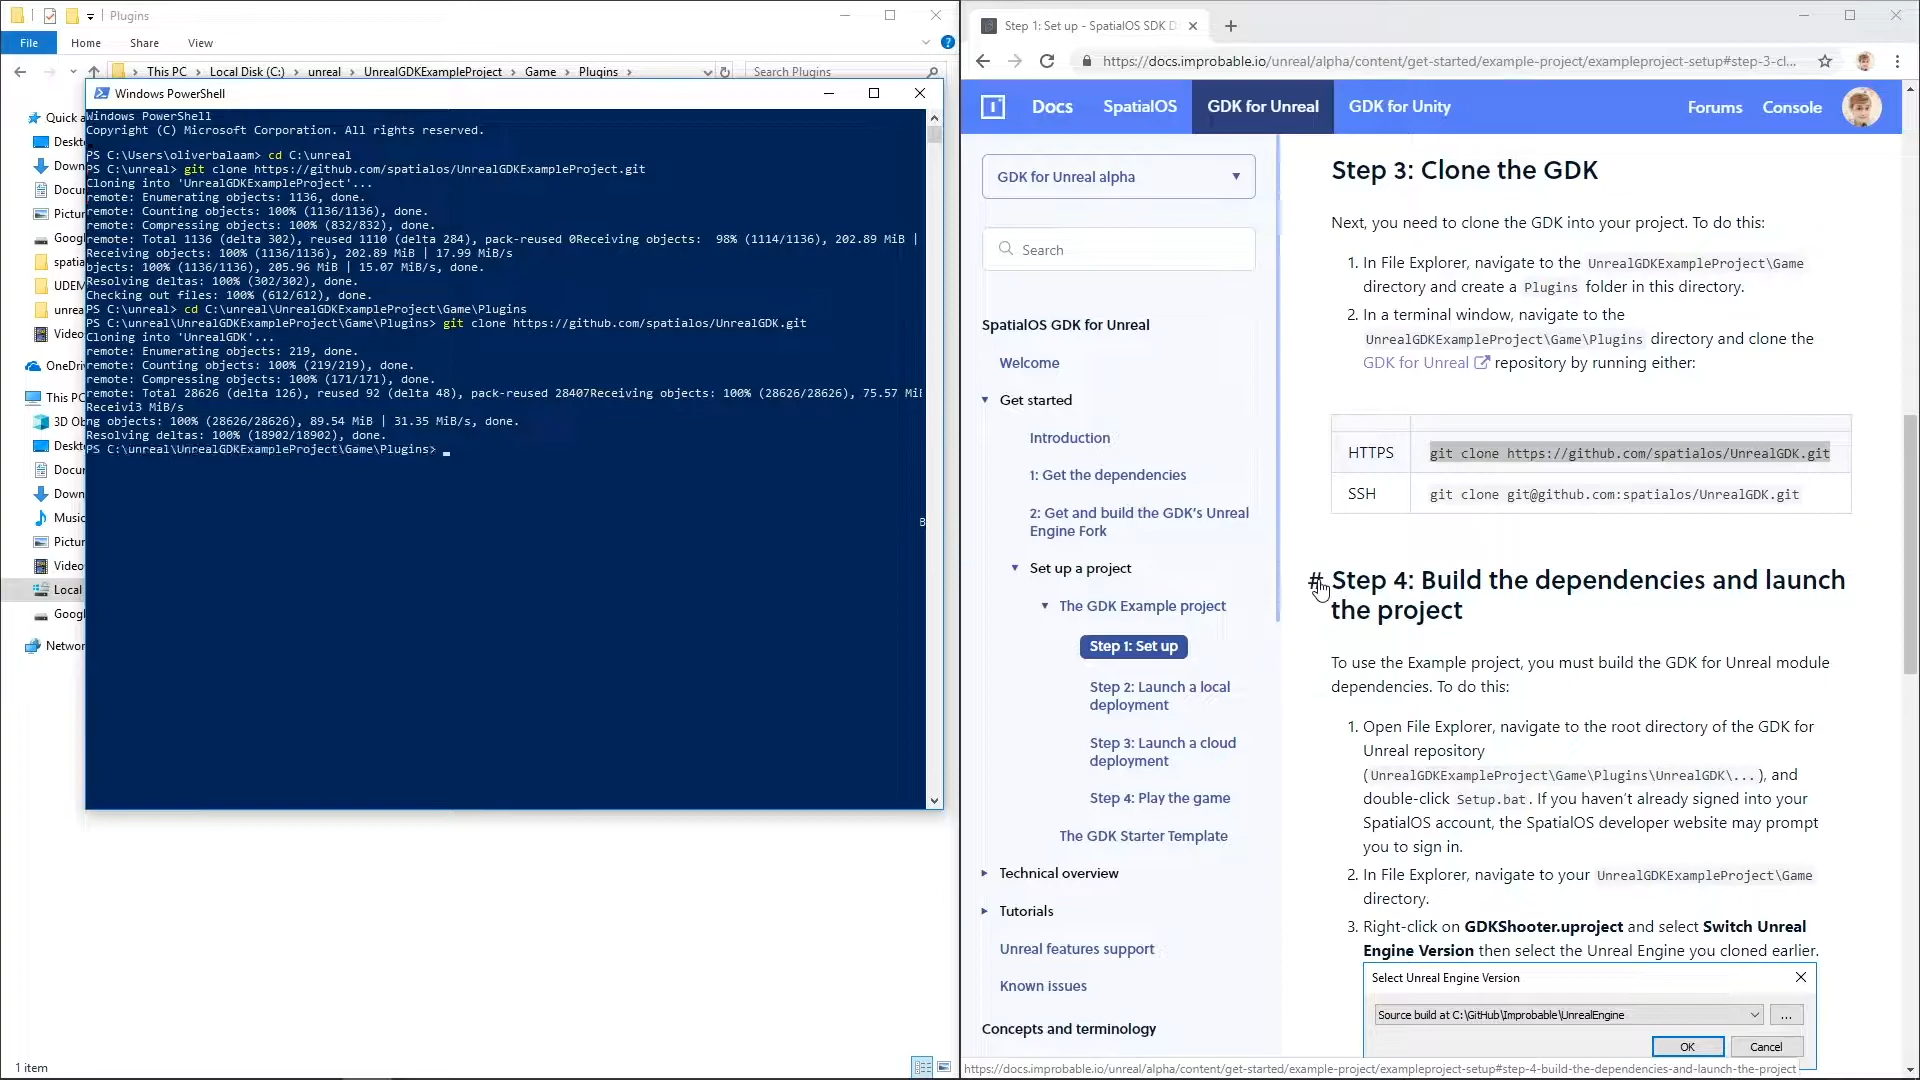 Plugins
File
Home
Share
View
This PC
Local Disk (C:)
unreal
UnrealGDKExampleProject
Game
Plugins
Search Plugins
Quick a
Deskt
Down
Docur
Pictur
Goog
spatia
UDEM
unrea
Video
OneDriv
This PC
3D Ob
Deskt
Docur
Down
Music
Pictur
Video
Local
Goog
Networ
1 item
Windows PowerShell
Windows PowerShell
Copyright (C) Microsoft Corporation. All rights reserved.
PS C:\Users\oliverbalaam> cd C:\unreal
PS C:\unreal> git clone https://github.com/spatialos/UnrealGDKExampleProject.git
Cloning into 'UnrealGDKExampleProject'...
remote: Enumerating objects: 1136, done.
remote: Counting objects: 100% (1136/1136), done.
remote: Compressing objects: 100% (832/832), done.
remote: Total 1136 (delta 302), reused 1110 (delta 284), pack-reused 0Receiving objects:  98% (1114/1136), 202.89 MiB |
Receiving objects: 100% (1136/1136), 202.89 MiB | 17.99 MiB/s
bjects: 100% (1136/1136), 205.96 MiB | 15.07 MiB/s, done.
Resolving deltas: 100% (302/302), done.
Checking out files: 100% (612/612), done.
PS C:\unreal> cd C:\unreal\UnrealGDKExampleProject\Game\Plugins
PS C:\unreal\UnrealGDKExampleProject\Game\Plugins> git clone https://github.com/spatialos/UnrealGDK.git
Cloning into 'UnrealGDK'...
remote: Enumerating objects: 219, done.
remote: Counting objects: 100% (219/219), done.
remote: Compressing objects: 100% (171/171), done.
remote: Total 28626 (delta 126), reused 92 (delta 48), pack-reused 28407Receiving objects: 100% (28626/28626), 75.57 MiB
Receivi3 MiB/s
ng objects: 100% (28626/28626), 89.54 MiB | 31.35 MiB/s, done.
Resolving deltas: 100% (18902/18902), done.
PS C:\unreal\UnrealGDKExampleProject\Game\Plugins>
Step 1: Set up - SpatialOS SDK D
https://docs.improbable.io/unreal/alpha/content/get-started/example-project/exampleproject-setup#step-3-cl...
Docs
SpatialOS
GDK for Unreal
GDK for Unity
Forums
Console
GDK for Unreal alpha
Search
SpatialOS GDK for Unreal
Welcome
Get started
Introduction
1: Get the dependencies
2: Get and build the GDK's Unreal
Engine Fork
Set up a project
The GDK Example project
Step 1: Set up
Step 2: Launch a local
deployment
Step 3: Launch a cloud
deployment
Step 4: Play the game
The GDK Starter Template
Technical overview
Tutorials
Unreal features support
Known issues
Concepts and terminology
Step 3: Clone the GDK
Next, you need to clone the GDK into your project. To do this:
1. In File Explorer, navigate to the UnrealGDKExampleProject\Game
directory and create a Plugins folder in this directory.
2. In a terminal window, navigate to the
UnrealGDKExampleProject\Game\Plugins directory and clone the
GDK for Unreal repository by running either:
HTTPS git clone https://github.com/spatialos/UnrealGDK.git
SSH git clone git@github.com:spatialos/UnrealGDK.git
# Step 4: Build the dependencies and launch
the project
To use the Example project, you must build the GDK for Unreal module
dependencies. To do this:
1. Open File Explorer, navigate to the root directory of the GDK for
Unreal repository
(UnrealGDKExampleProject\Game\Plugins\UnrealGDK\...), and
double-click Setup.bat. If you haven't already signed into your
SpatialOS account, the SpatialOS developer website may prompt
you to sign in.
2. In File Explorer, navigate to your UnrealGDKExampleProject\Game
directory.
3. Right-click on GDKShooter.uproject and select Switch Unreal
Engine Version then select the Unreal Engine you cloned earlier.
Select Unreal Engine Version
Source build at C:\GitHub\Improbable\UnrealEngine
...
OK
Cancel
https://docs.improbable.io/unreal/alpha/content/get-started/example-project/exampleproject-setup#step-4-build-the-dependencies-and-launch-the-project